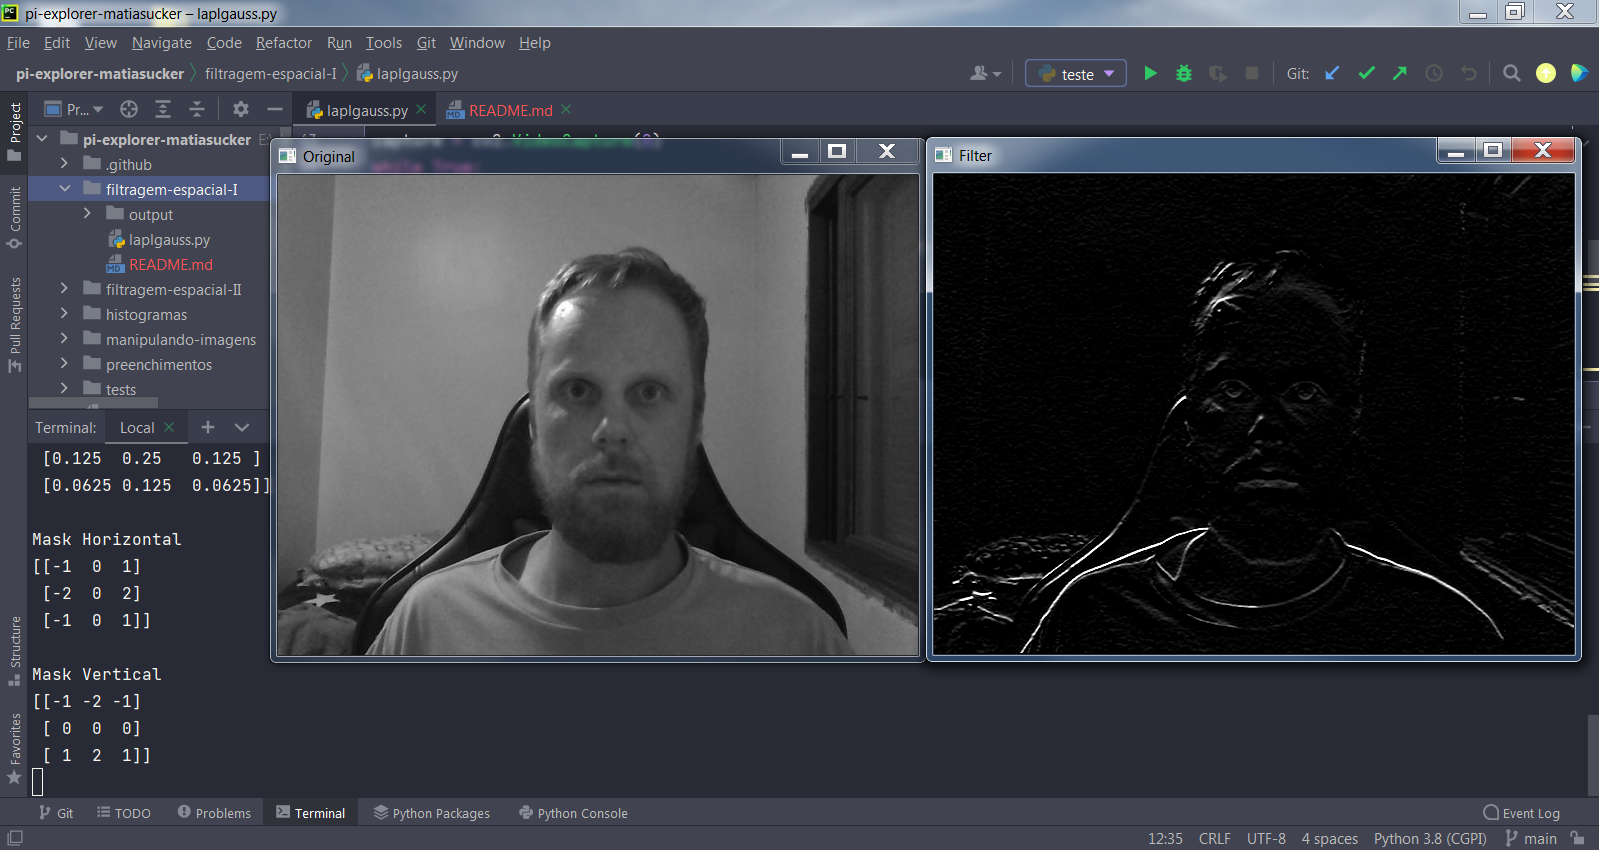 pi-explorer-matiasucker – laplgauss.py
File Edit View Navigate Code Refactor Run Tools Git Window Help
pi-explorer-matiasucker filtragem-espacial-I laplgauss.py teste Git:
Project
Pr...
laplgauss.py README.md
pi-explorer-matiasucker
.github
filtragem-espacial-I
output
laplgauss.py
README.md
filtragem-espacial-II
histogramas
manipulando-imagens
preenchimentos
tests
Commit
Pull Requests
Structure
Favorites
while True:
Original
Filter
Terminal: Local
[0.125 0.25 0.125 ]
[0.0625 0.125 0.0625]]
Mask Horizontal
[[-1 0 1]
[-2 0 2]
[-1 0 1]]
Mask Vertical
[[-1 -2 -1]
[ 0 0 0]
[ 1 2 1]]
Git TODO Problems Terminal Python Packages Python Console Event Log
12:35 CRLF UTF-8 4 spaces Python 3.8 (CGPI) main